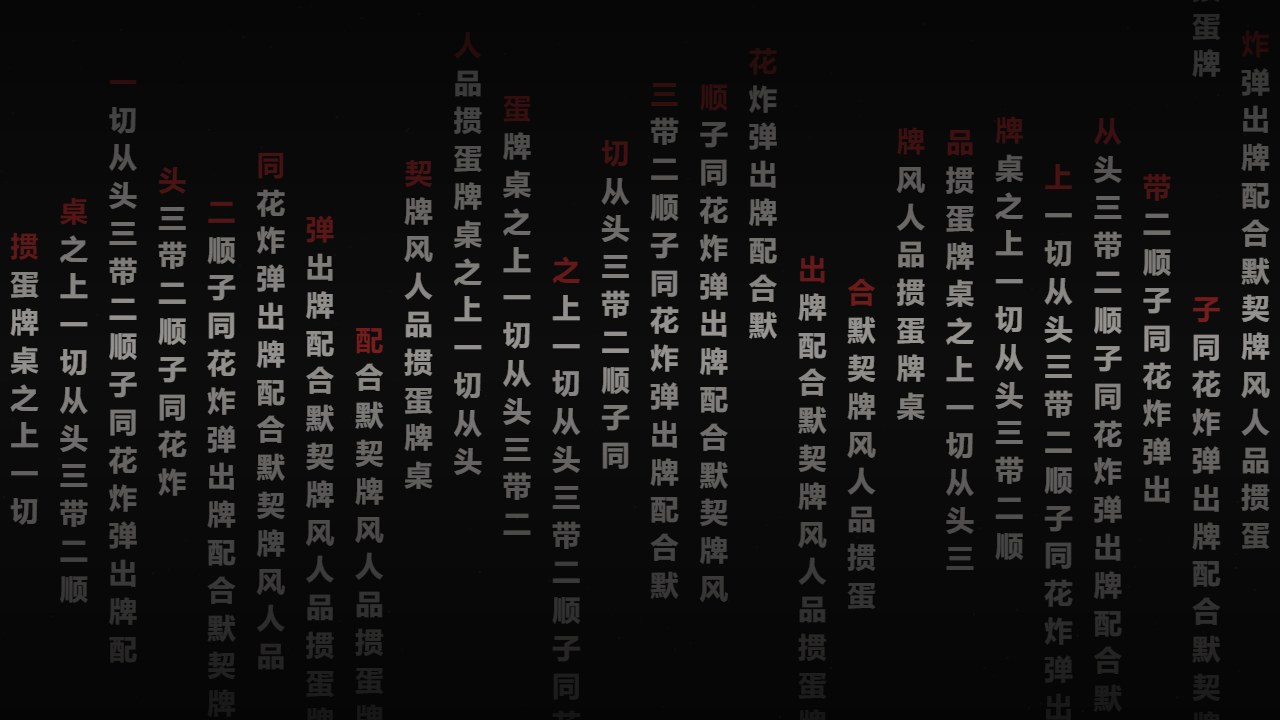 掼蛋牌桌之上一切
桌之上一切从头三带二顺
一切从头三带二顺子同花炸弹出牌配
头三带二顺子同花炸
二顺子同花炸弹出牌配合默契牌
同花炸弹出牌配合默契牌风人品
弹出牌配合默契牌风人品掼蛋牌
配合默契牌风人品掼蛋牌
契牌风人品掼蛋牌桌
人品掼蛋牌桌之上一切从头
蛋牌桌之上一切从头三带二
之上一切从头三带二顺子同花
切从头三带二顺子同
三带二顺子同花炸弹出牌配合默
顺子同花炸弹出牌配合默契牌风
花炸弹出牌配合默
出牌配合默契牌风人品掼蛋牌
合默契牌风人品掼蛋
牌风人品掼蛋牌桌
品掼蛋牌桌之上一切从头三
牌桌之上一切从头三带二顺
上一切从头三带二顺子同花炸弹出
从头三带二顺子同花炸弹出牌配合默
带二顺子同花炸弹出
蛋牌
子同花炸弹出牌配合默契牌
炸弹出牌配合默契牌风人品掼蛋